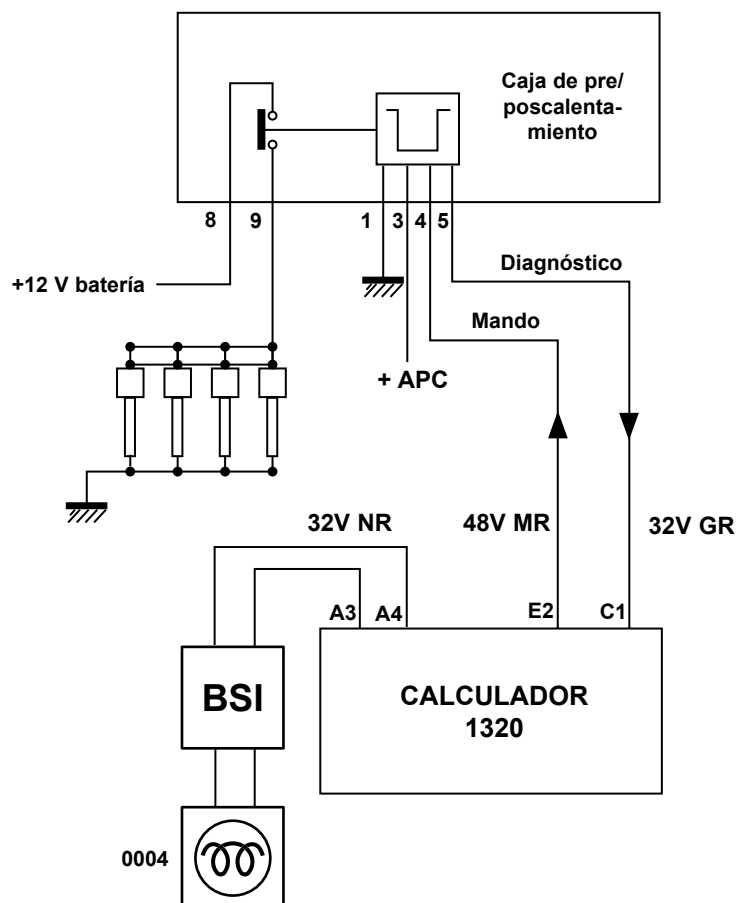 Caja de pre/
poscalenta-
miento
8 9 1 3 4 5
Diagnóstico
+12 V batería
Mando
+ APC
32V NR 48V MR 32V GR
A3 A4 E2 C1
BSI
CALCULADOR
1320
0004